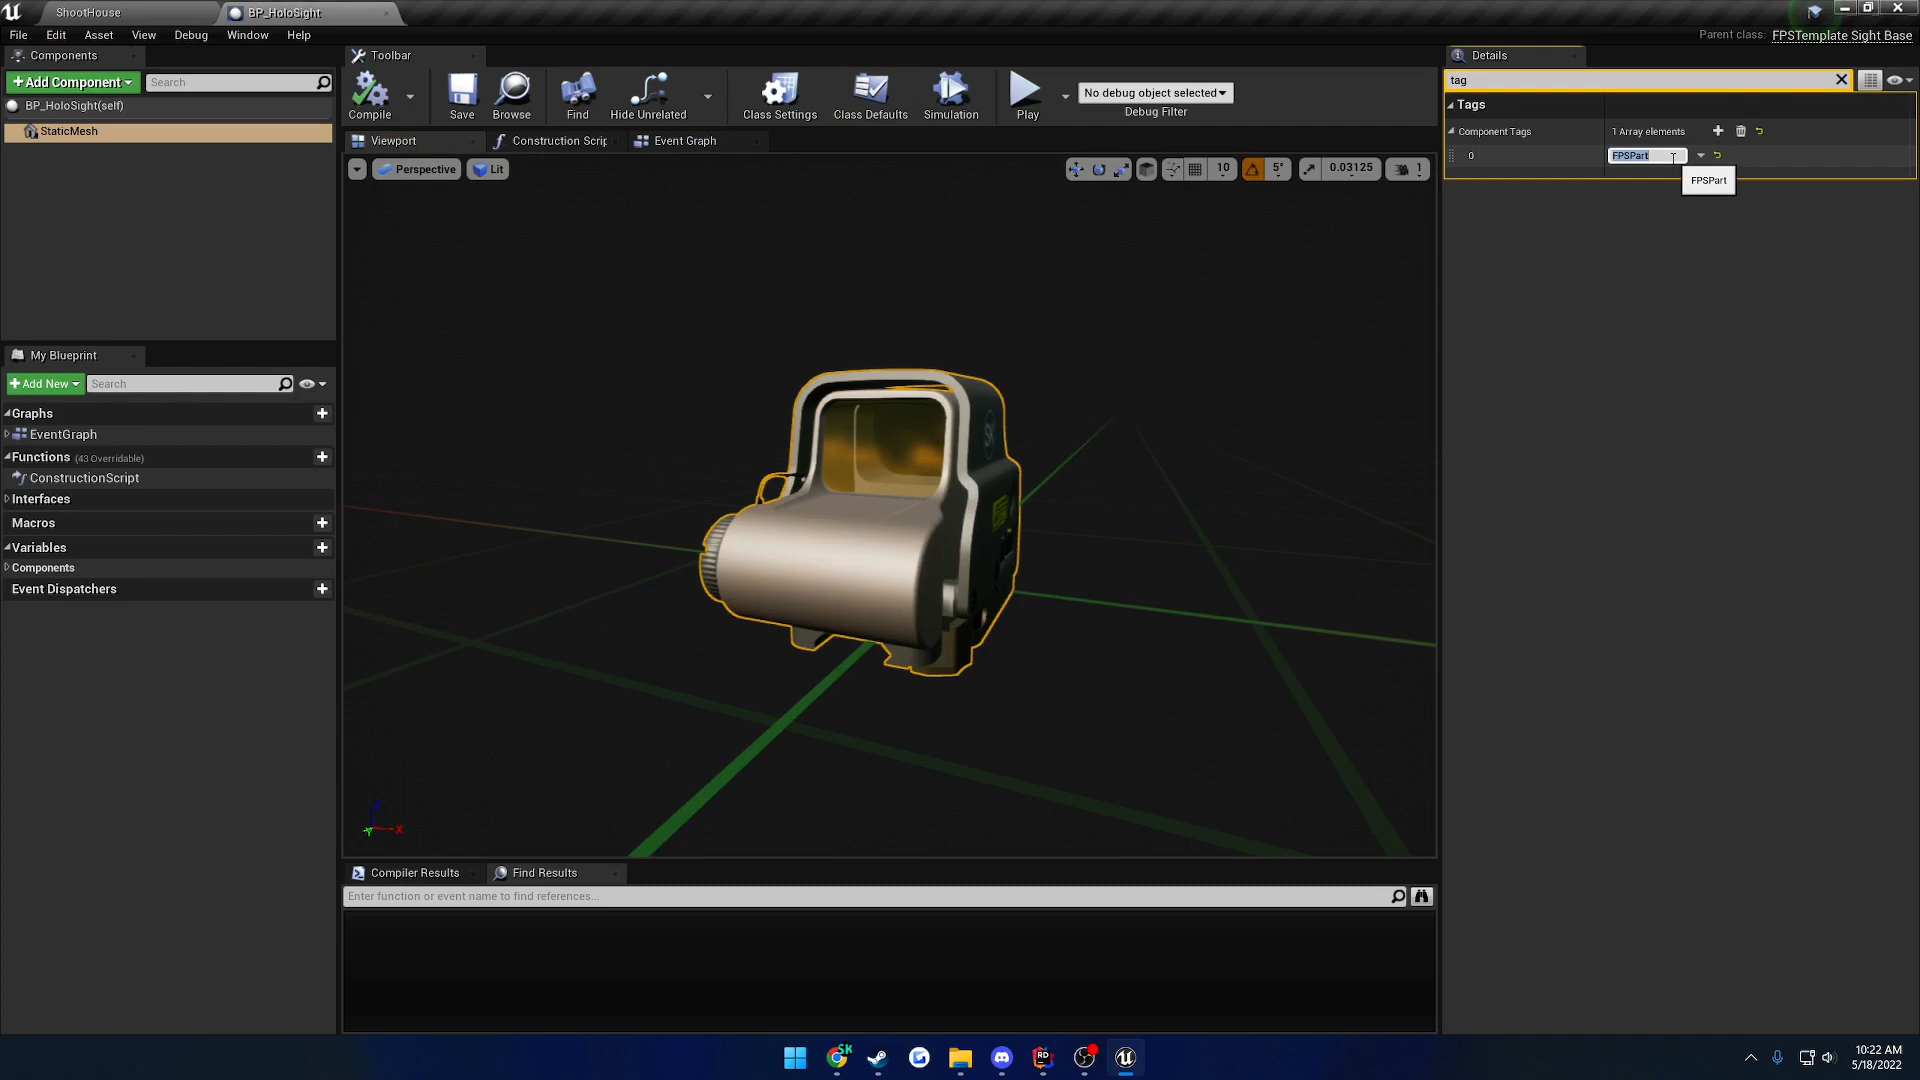 ShootHouse
BP_HoloSight
File Edit Asset View Debug Window Help
Parent class: FPSTemplate Sight Base
Components
+Add Component
Search
BP_HoloSight(self)
StaticMesh
Toolbar
Compile
Save
Browse
Find
Hide Unrelated
Class Settings
Class Defaults
Simulation
Play
No debug object selected
Debug Filter
Viewport
Construction Scrip
Event Graph
Perspective
Lit
10
5°
0.03125
1
Details
tag
Tags
Component Tags
1 Array elements
0
FPSPart
FPSPart
My Blueprint
+Add New
Search
Graphs
EventGraph
Functions (43 Overridable)
ConstructionScript
Interfaces
Macros
Variables
Components
Event Dispatchers
X
Compiler Results
Find Results
Enter function or event name to find references...
SK
RD
10:22 AM
5/18/2022